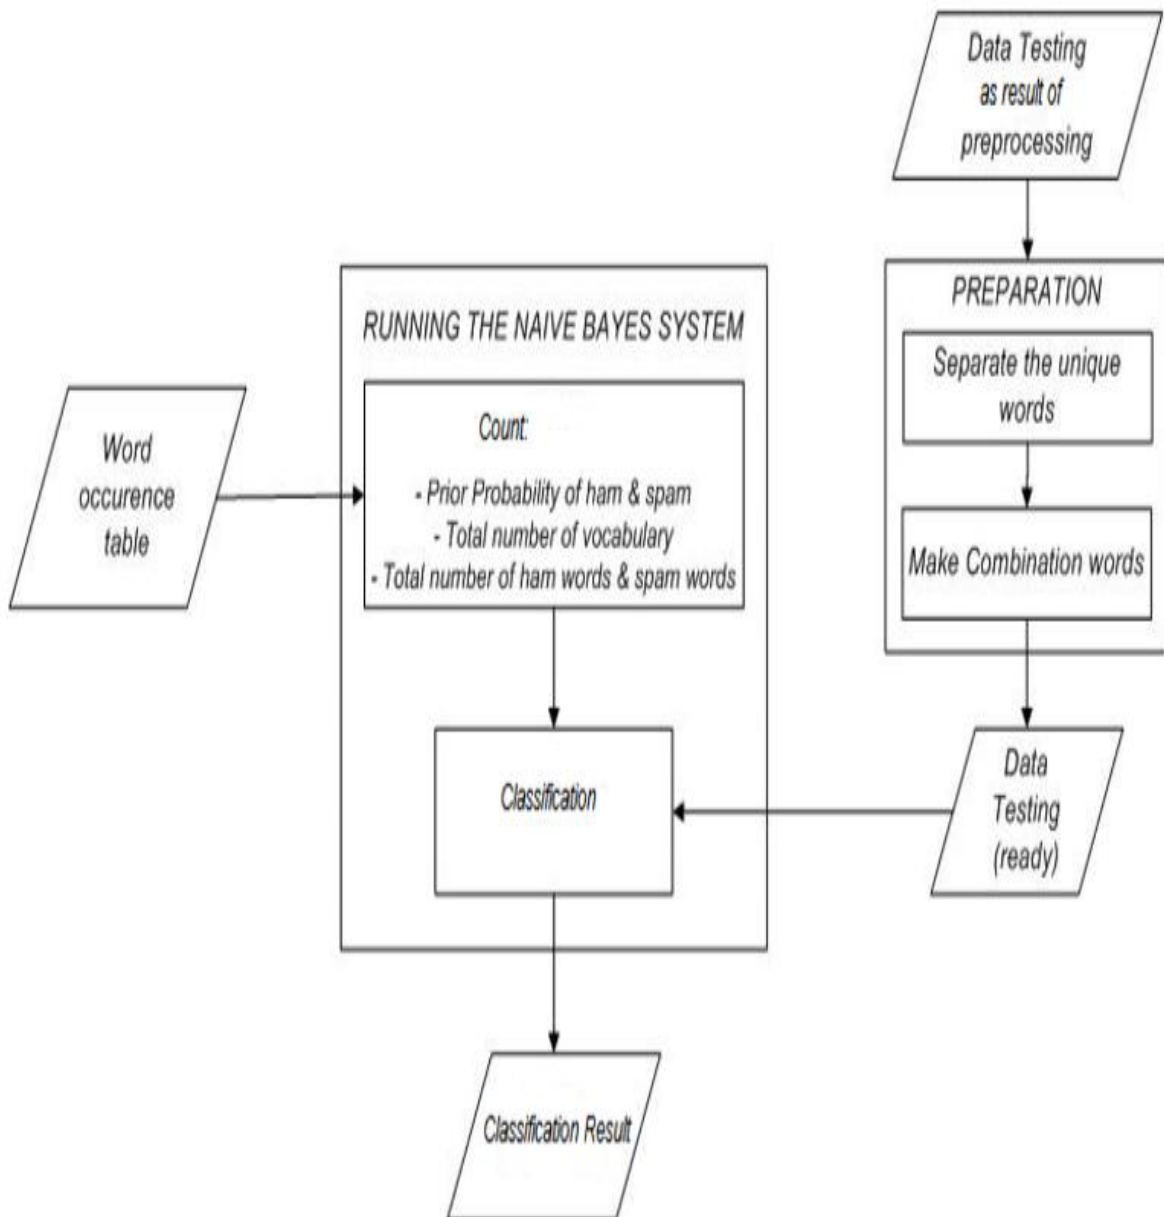 Data Testing
as result of
preprocessing
PREPARATION
Separate the unique
words
Make Combination words
Data
Testing
(ready)
RUNNING THE NAIVE BAYES SYSTEM
Count:
- Prior Probability of ham & spam
- Total number of vocabulary
- Total number of ham words & spam words
Word
occurence
table
Classification
Classification Result